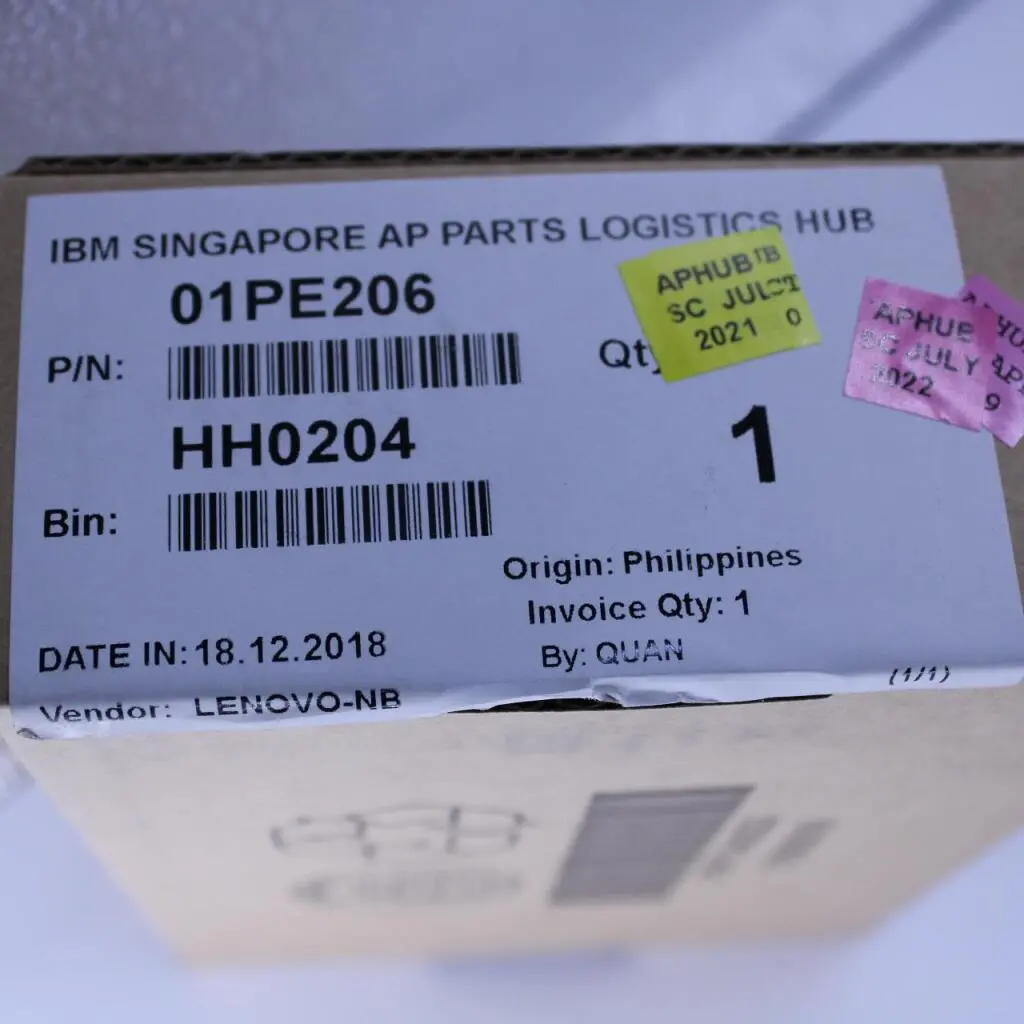 IBM SINGAPORE AP PARTS LOGISTICS HUB
01PE206
P/N:
Qty
HH0204
1
Bin:
Origin: Philippines
Invoice Qty: 1
DATE IN: 18.12.2018
By: QUAN
Vendor: LENOVO-NB
(1/1)
APHUB
SC JUL
2021 0
APHUB
SC JULY
2022
9